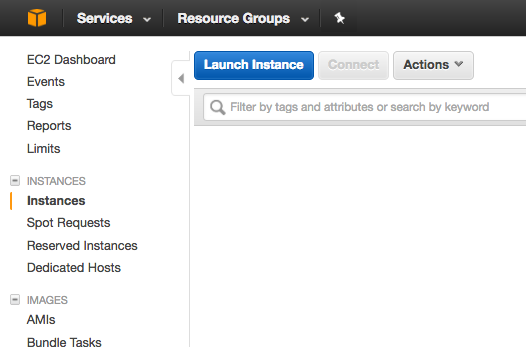 Services Resource Groups
EC2 Dashboard
Events
Tags
Reports
Limits
INSTANCES
Instances
Spot Requests
Reserved Instances
Dedicated Hosts
IMAGES
AMIs
Bundle Tasks
Launch Instance Connect Actions
Filter by tags and attributes or search by keyword